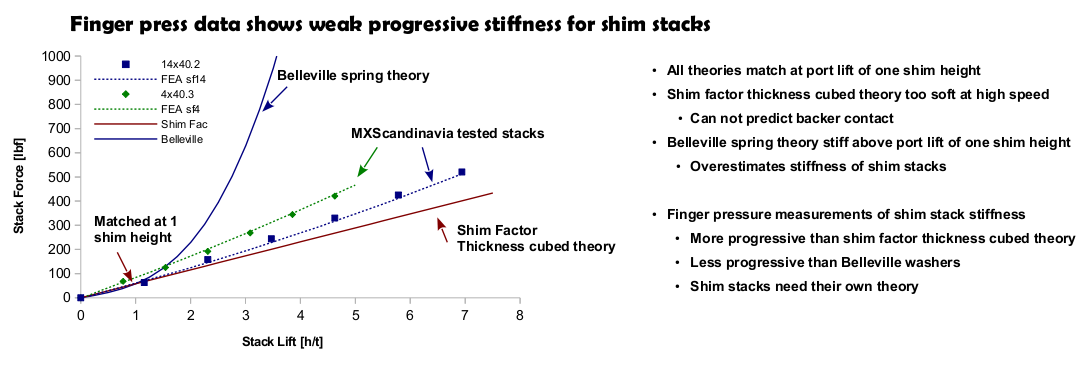 Finger press data shows weak progressive stiffness for shim stacks
1000
900
800
700
600
500
400
300
200
100
0
Stack Force [lbf]
14x40.2
FEA sf14
4x40.3
FEA sf4
Shim Fac
Belleville
Belleville spring theory
MXScandinavia tested stacks
Matched at 1
shim height
Shim Factor
Thickness cubed theory
0 1 2 3 4 5 6 7 8
Stack Lift [h/t]
• All theories match at port lift of one shim height
• Shim factor thickness cubed theory too soft at high speed
• Can not predict backer contact
• Belleville spring theory stiff above port lift of one shim height
• Overestimates stiffness of shim stacks
• Finger pressure measurements of shim stack stiffness
• More progressive than shim factor thickness cubed theory
• Less progressive than Belleville washers
• Shim stacks need their own theory